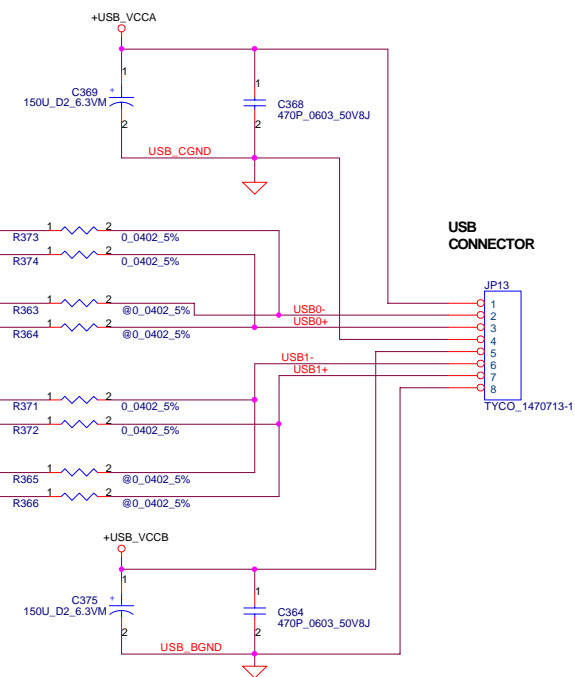 +USB_VCCA
1
C369
+
150U_D2_6.3VM
2
1
C368
470P_0603_50V8J
2
USB_CGND
USB
CONNECTOR
R373
1
2
0_0402_5%
R374
1
2
0_0402_5%
R363
1
2
@0_0402_5%
R364
1
2
@0_0402_5%
USB0-
USB0+
USB1-
USB1+
JP13
1
2
3
4
5
6
7
8
TYCO_1470713-1
R371
1
2
0_0402_5%
R372
1
2
0_0402_5%
R365
1
2
@0_0402_5%
R366
1
2
@0_0402_5%
+USB_VCCB
1
C375
+
150U_D2_6.3VM
2
1
C364
470P_0603_50V8J
2
USB_BGND